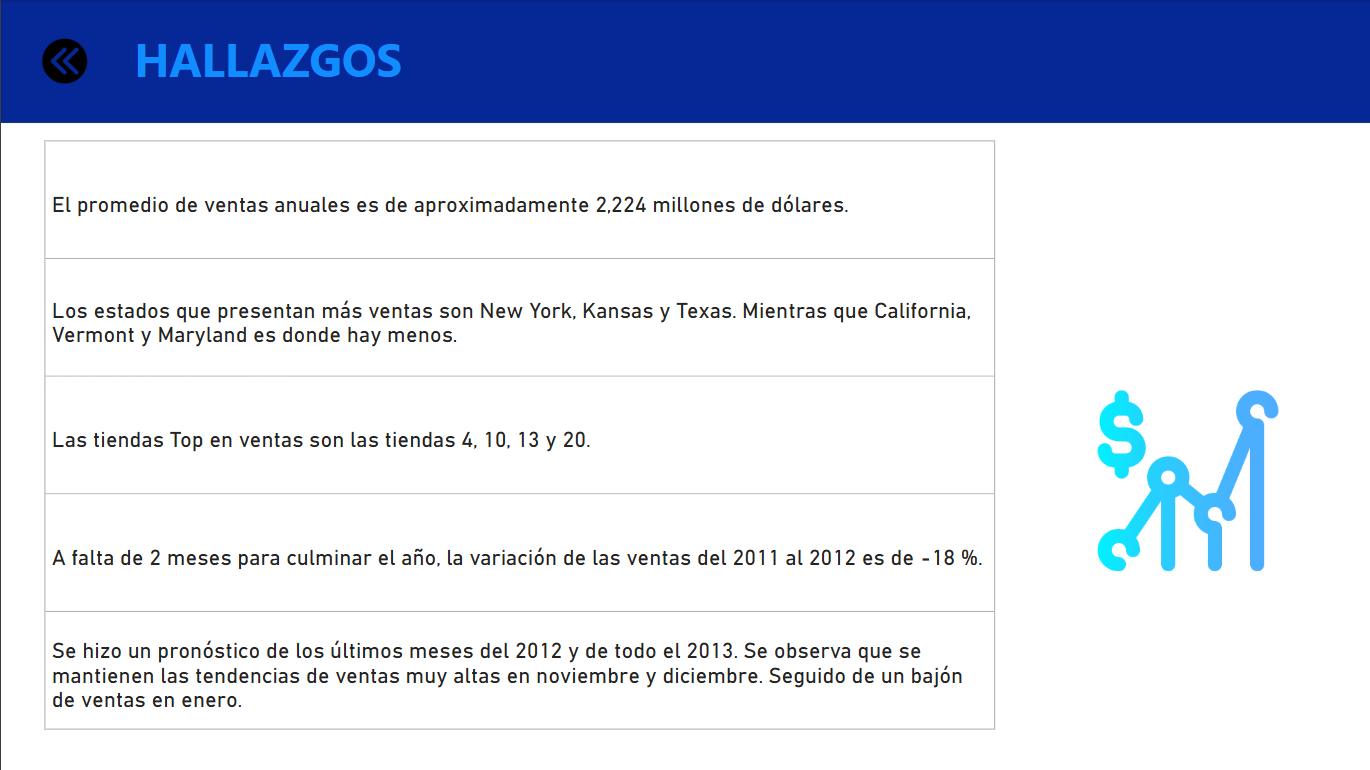 HALLAZGOS
El promedio de ventas anuales es de aproximadamente 2,224 millones de dólares.
Los estados que presentan más ventas son New York, Kansas y Texas. Mientras que California,
Vermont y Maryland es donde hay menos.
Las tiendas Top en ventas son las tiendas 4, 10, 13 y 20.
A falta de 2 meses para culminar el año, la variación de las ventas del 2011 al 2012 es de -18 %.
Se hizo un pronóstico de los últimos meses del 2012 y de todo el 2013. Se observa que se
mantienen las tendencias de ventas muy altas en noviembre y diciembre. Seguido de un bajón
de ventas en enero.
$